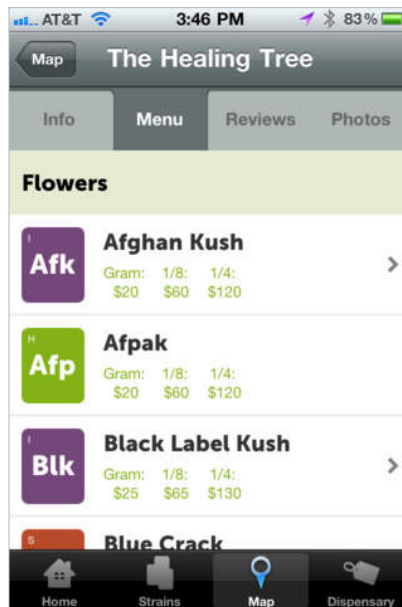 AT&T 3:46 PM 83%
Map The Healing Tree
Info Menu Reviews Photos
Flowers
I
Afk
Afghan Kush
Gram: 1/8: 1/4:
$20 $60 $120
H
Afp
Afpak
Gram: 1/8: 1/4:
$20 $60 $120
I
Blk
Black Label Kush
Gram: 1/8: 1/4:
$25 $65 $130
S
Blue Crack
Home Strains Map Dispensary